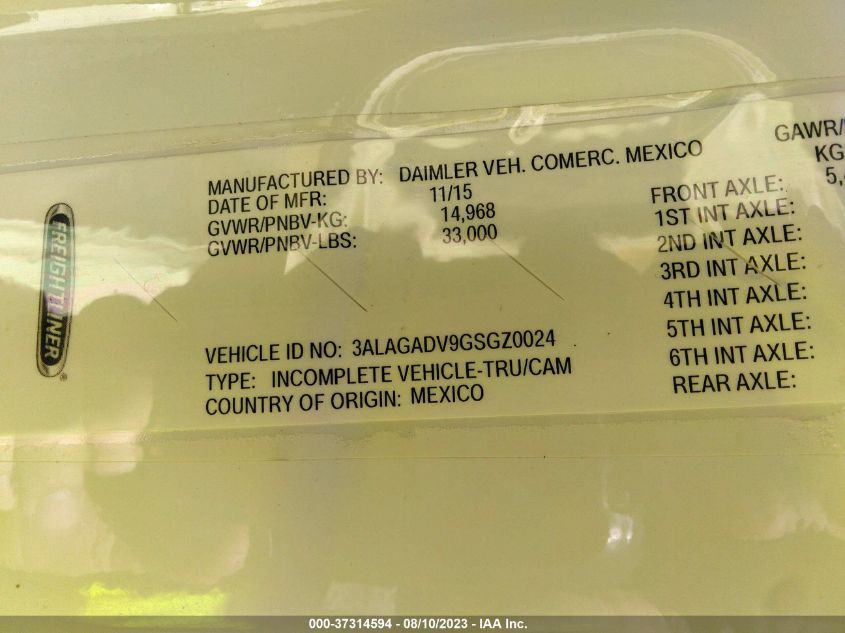 FREIGHTLINER®
MANUFACTURED BY: DAIMLER VEH. COMERC. MEXICO
DATE OF MFR: 11/15
GVWR/PNBV-KG: 14,968
GVWR/PNBV-LBS: 33,000
VEHICLE ID NO: 3ALAGADV9GSGZ0024
TYPE: INCOMPLETE VEHICLE-TRU/CAM
COUNTRY OF ORIGIN: MEXICO
GAWR/
KG
FRONT AXLE: 5,
1ST INT AXLE:
2ND INT AXLE:
3RD INT AXLE:
4TH INT AXLE:
5TH INT AXLE:
6TH INT AXLE:
REAR AXLE:
000-37314594 - 08/10/2023 - IAA Inc.